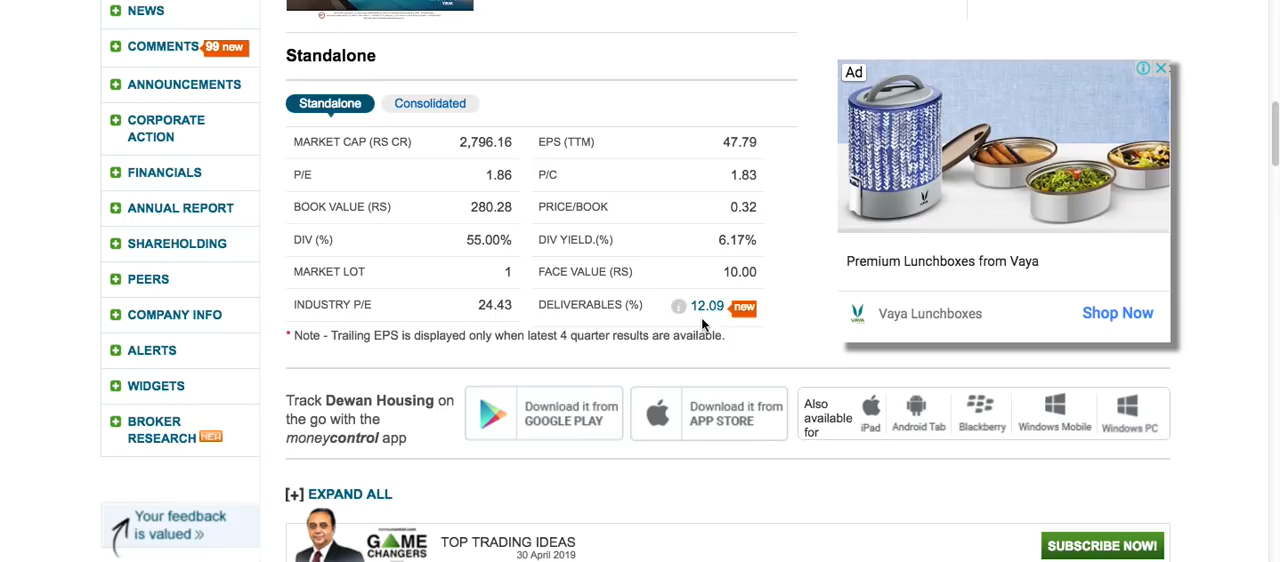 NEWS
COMMENTS 99 new
ANNOUNCEMENTS
CORPORATE
ACTION
FINANCIALS
ANNUAL REPORT
SHAREHOLDING
PEERS
COMPANY INFO
ALERTS
WIDGETS
BROKER
RESEARCH NEW
Your feedback
is valued »
Standalone
Standalone Consolidated
MARKET CAP (RS CR) 2,796.16 EPS (TTM) 47.79
P/E 1.86 P/C 1.83
BOOK VALUE (RS) 280.28 PRICE/BOOK 0.32
DIV (%) 55.00% DIV YIELD.(%) 6.17%
MARKET LOT 1 FACE VALUE (RS) 10.00
INDUSTRY P/E 24.43 DELIVERABLES (%) i 12.09 new
* Note - Trailing EPS is displayed only when latest 4 quarter results are available.
Ad
Premium Lunchboxes from Vaya
Vaya Lunchboxes Shop Now
Track Dewan Housing on
the go with the
moneycontrol app
Download it from
GOOGLE PLAY
Download it from
APP STORE
Also
available
for
iPad Android Tab Blackberry Windows Mobile Windows PC
[+] EXPAND ALL
GAME
CHANGERS
TOP TRADING IDEAS
30 April 2019
SUBSCRIBE NOW!